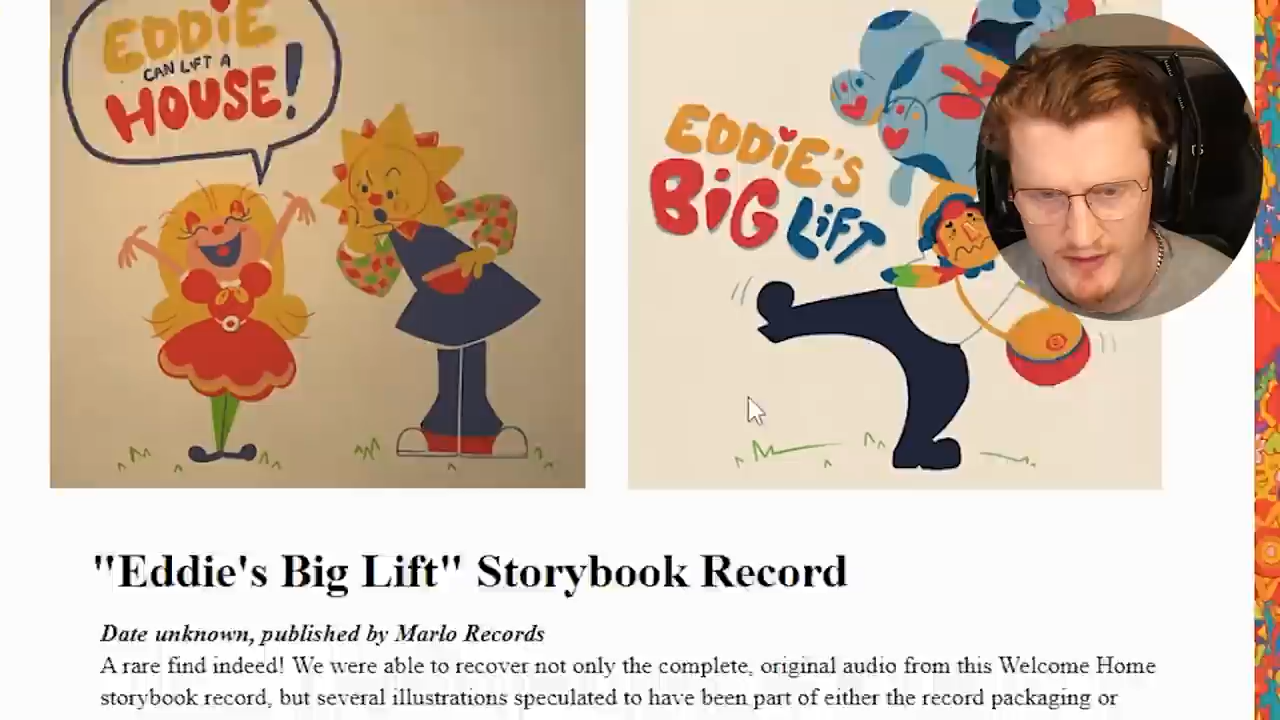 EDDIE
CAN LIFT A
HOUSE!
EDDIE'S
BIG LIFT
"Eddie's Big Lift" Storybook Record
Date unknown, published by Marlo Records
A rare find indeed! We were able to recover not only the complete, original audio from this Welcome Home
storybook record, but several illustrations speculated to have been part of either the record packaging or